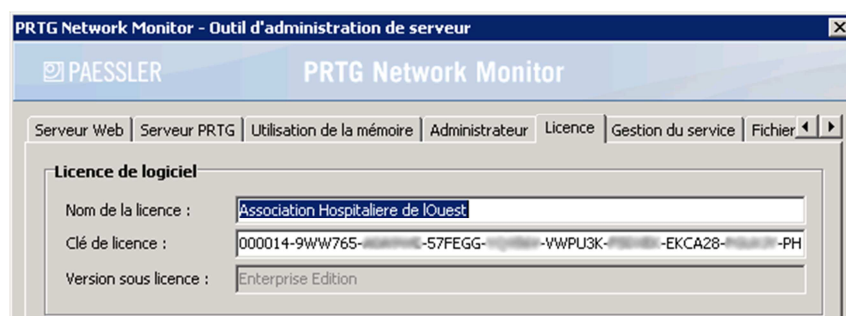 PRTG Network Monitor - Outil d'administration de serveur
PAESSLER PRTG Network Monitor
Serveur Web Serveur PRTG Utilisation de la mémoire Administrateur Licence Gestion du service Fichier
Licence de logiciel
Nom de la licence : Association Hospitaliere de lOuest
Clé de licence : 000014-9WW765- -57FEGG- -VWPU3K- -EKCA28- -PH
Version sous licence : Enterprise Edition